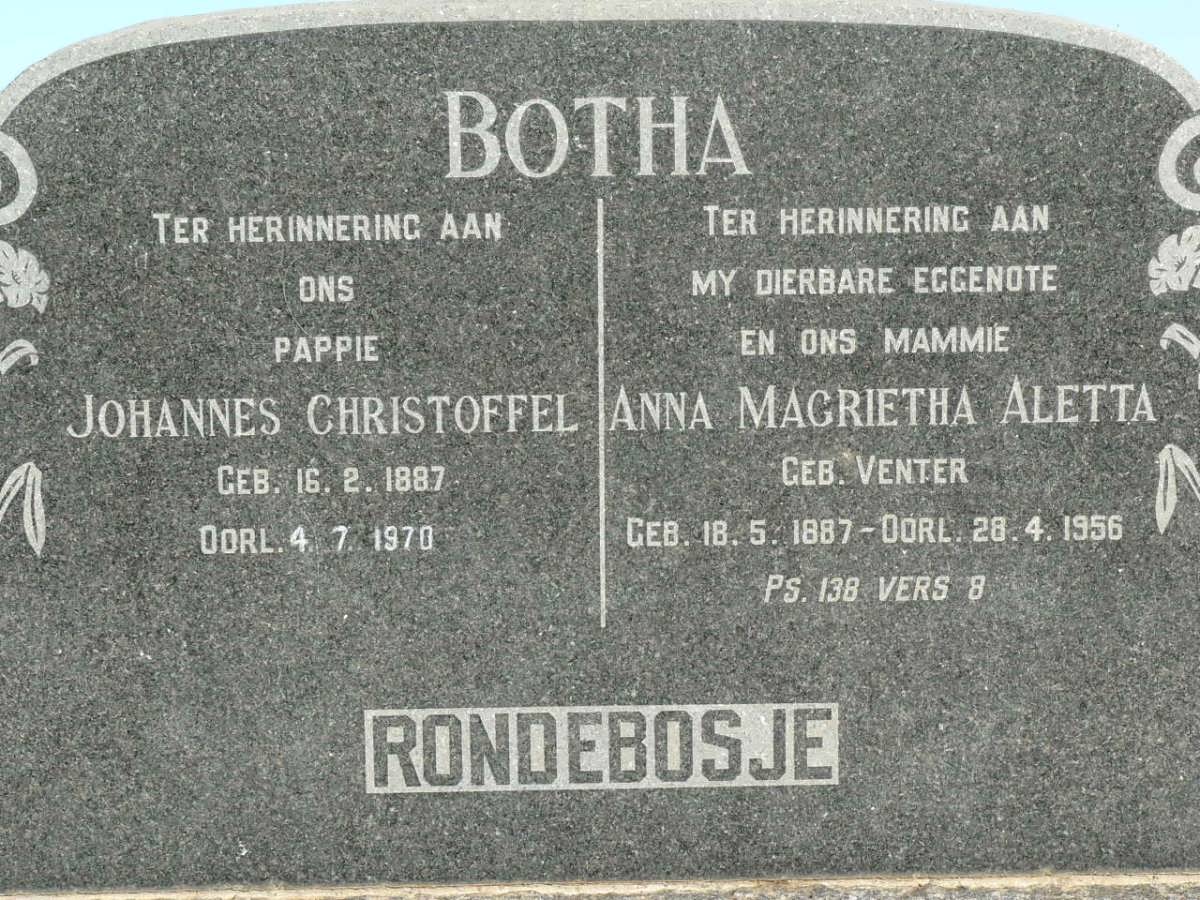 BOTHA
TER HERINNERING AAN
ONS
PAPPIE
JOHANNES CHRISTOFFEL
GEB. 16. 2. 1887
OORL. 4. 7. 1970
TER HERINNERING AAN
MY DIERBARE EGGENOTE
EN ONS MAMMIE
ANNA MAGRIETHA ALETTA
GEB. VENTER
GEB. 18. 5. 1887 - OORL. 28. 4. 1956
PS. 138 VERS 8
RONDEBOSJE